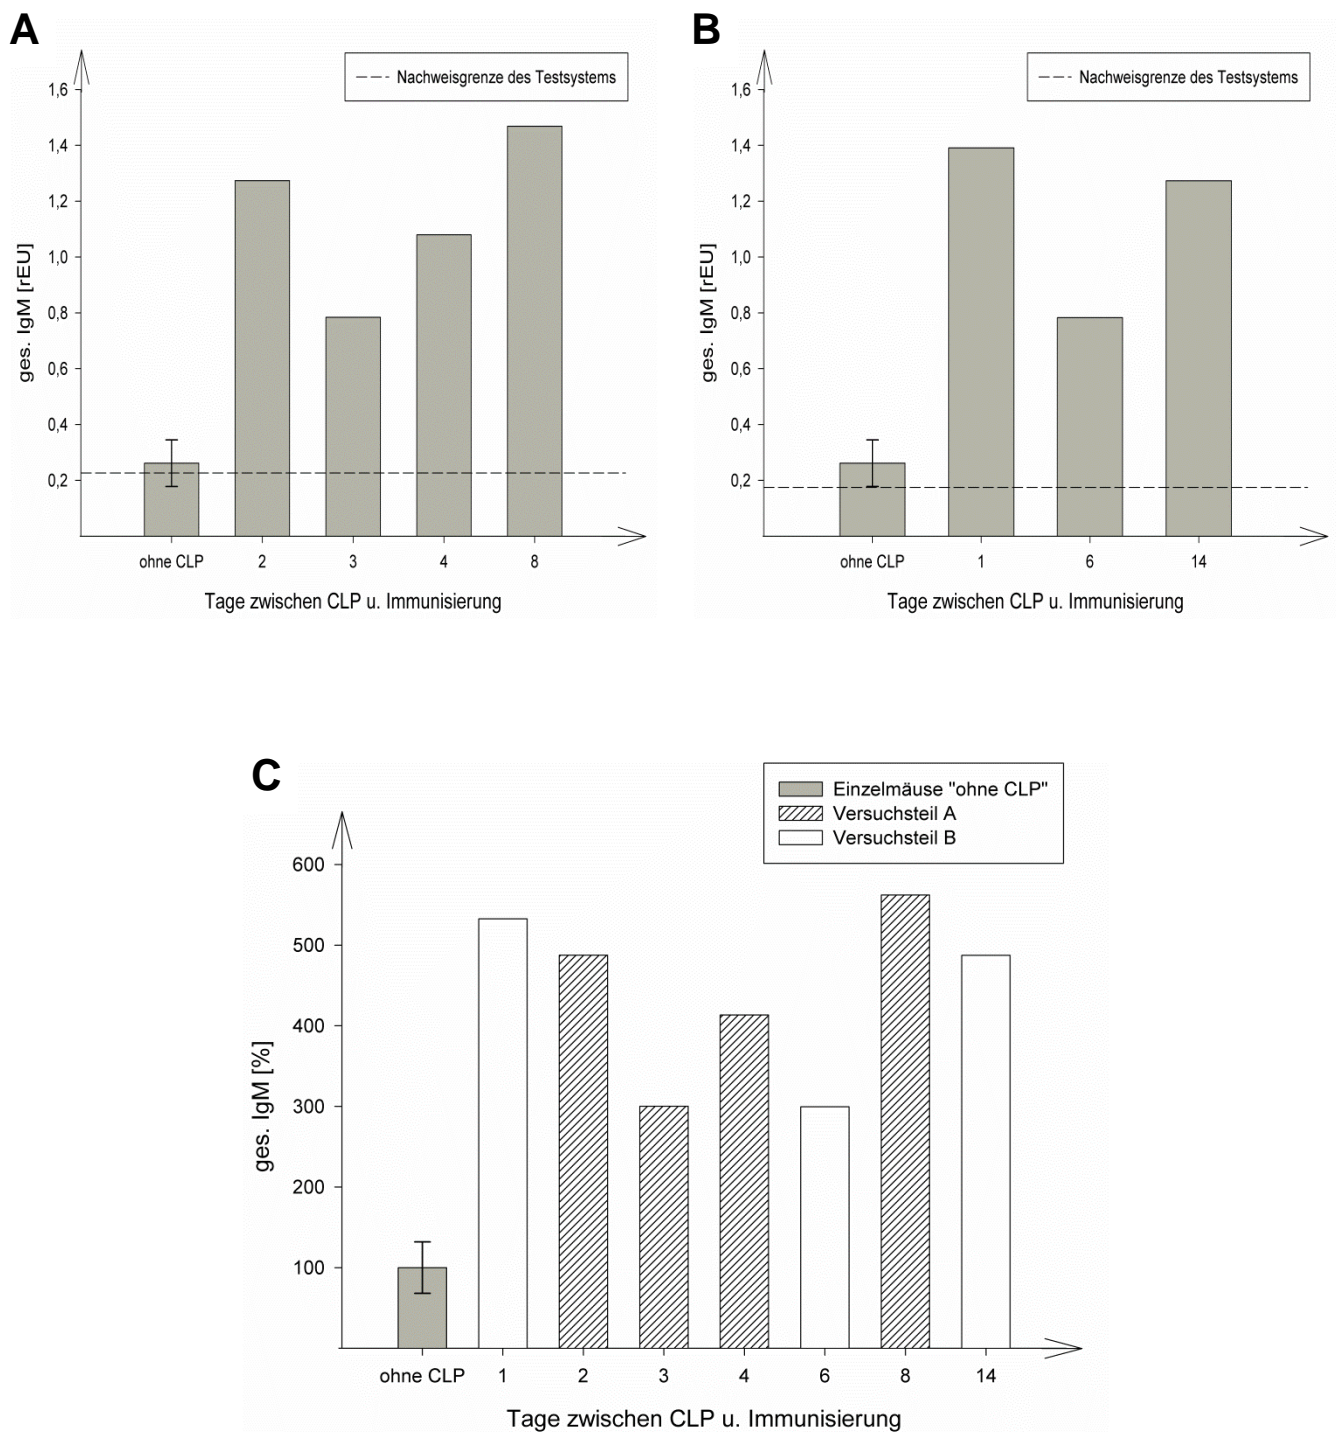 A
Nachweisgrenze des Testsystems
1,6
1,4
1,2
1,0
0,8
0,6
0,4
0,2
ges. IgM [rEU]
ohne CLP 2 3 4 8
Tage zwischen CLP u. Immunisierung
B
Nachweisgrenze des Testsystems
1,6
1,4
1,2
1,0
0,8
0,6
0,4
0,2
ges. IgM [rEU]
ohne CLP 1 6 14
Tage zwischen CLP u. Immunisierung
C
Einzelmäuse "ohne CLP"
Versuchsteil A
Versuchsteil B
600
500
400
300
200
100
ges. IgM [%]
ohne CLP 1 2 3 4 6 8 14
Tage zwischen CLP u. Immunisierung